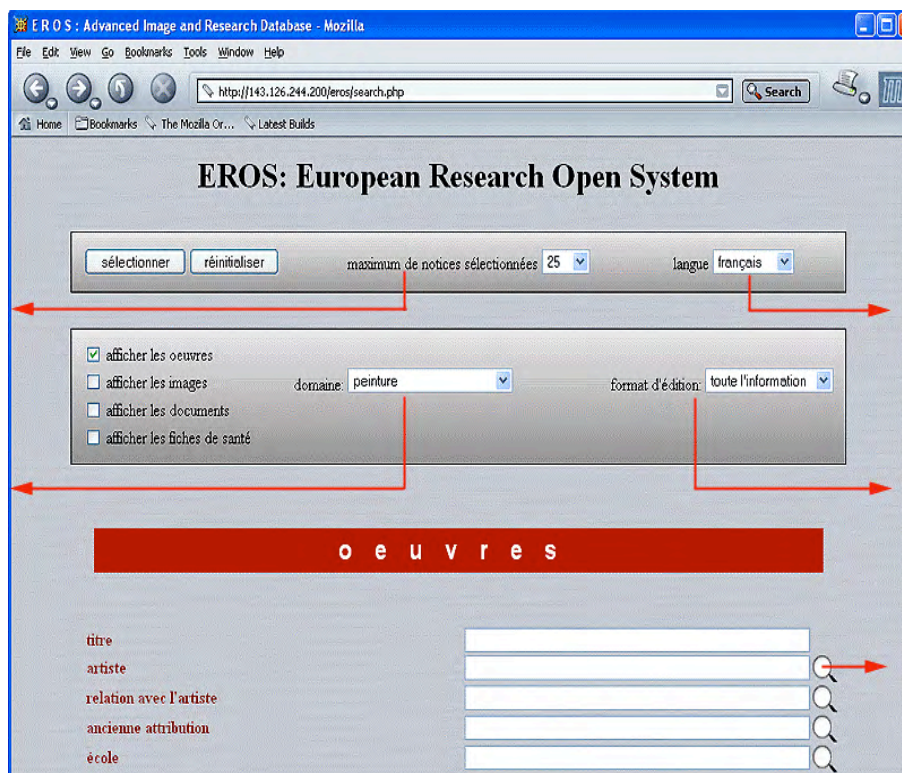 E R O S : Advanced Image and Research Database - Mozilla
File Edit View Go Bookmarks Tools Window Help
http://143.126.244.200/eros/search.php
Search
Home Bookmarks The Mozilla Or... Latest Builds
EROS: European Research Open System
sélectionner réinitialiser maximum de notices sélectionnées 25 langue français
afficher les oeuvres
afficher les images domaine: peinture format d'édition: toute l'information
afficher les documents
afficher les fiches de santé
o e u v r e s
titre
artiste
relation avec l'artiste
ancienne attribution
école